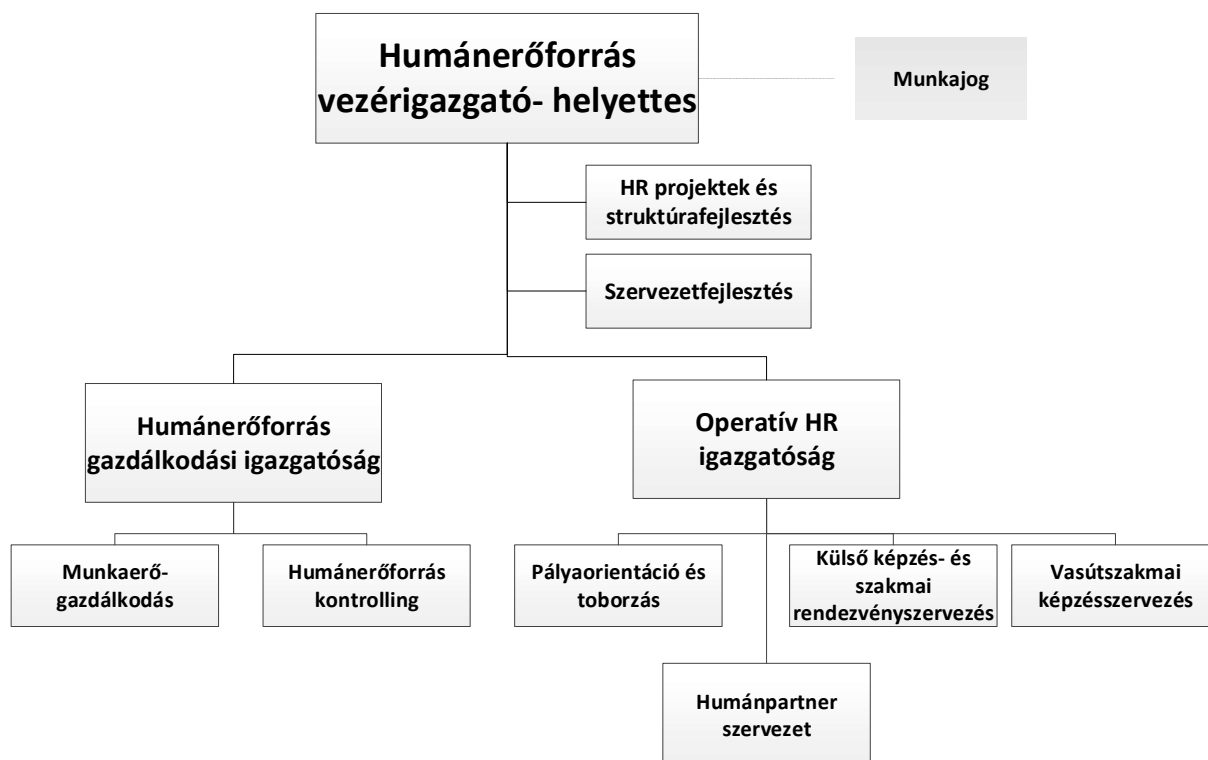 Humánerőforrás
vezérigazgató- helyettes
Munkajog
HR projektek és
struktúrafejlesztés
Szervezetfejlesztés
Humánerőforrás
gazdálkodási igazgatóság
Operatív HR
igazgatóság
Munkaerő-
gazdálkodás
Humánerőforrás
kontrolling
Pályaorientáció és
toborzás
Külső képzés- és
szakmai
rendezvényszervezés
Vasútszakmai
képzésszervezés
Humánpartner
szervezet